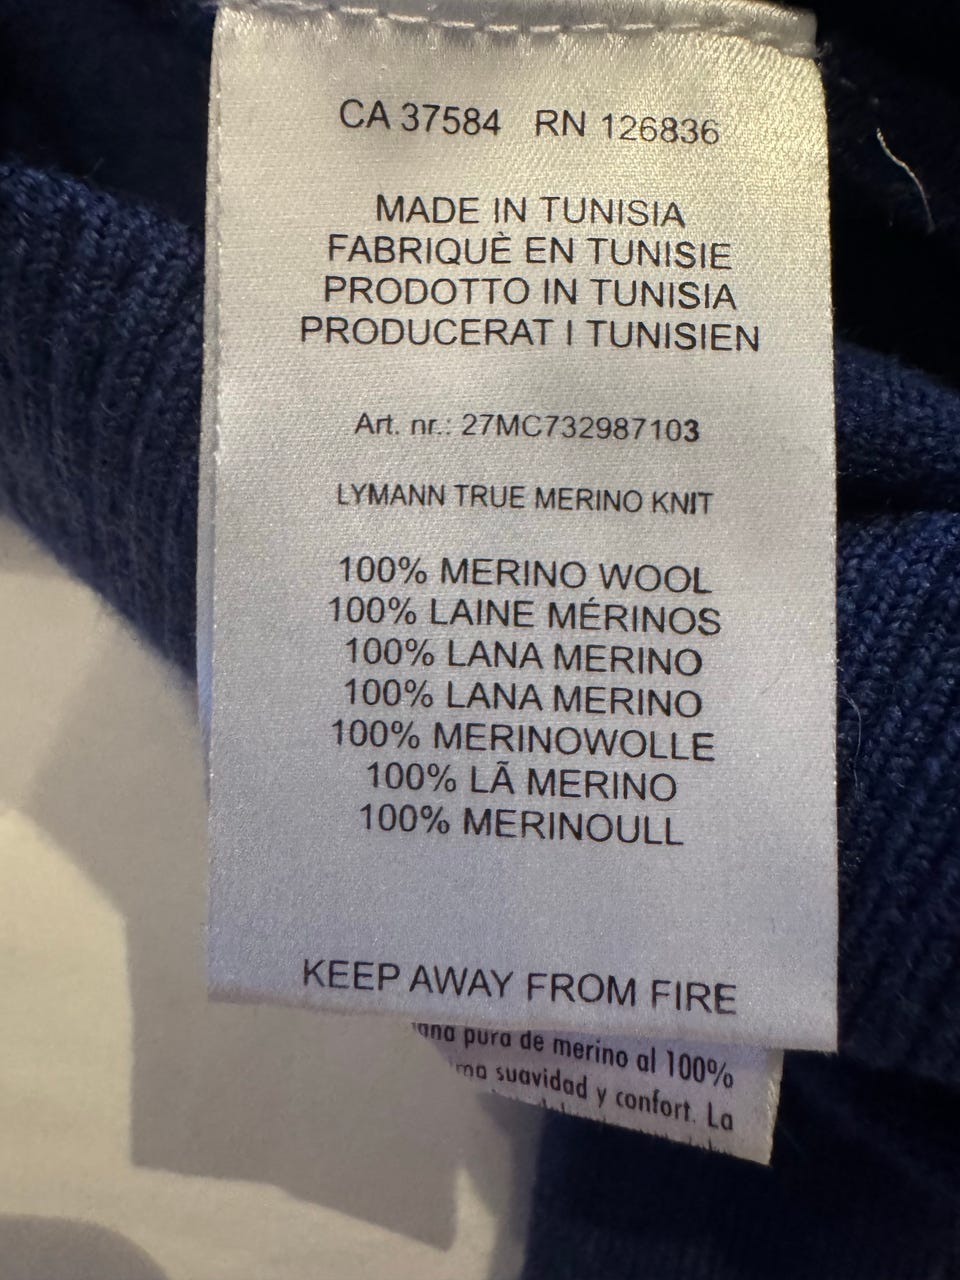 CA 37584 RN 126836
MADE IN TUNISIA
FABRIQUÈ EN TUNISIE
PRODOTTO IN TUNISIA
PRODUCERAT I TUNISIEN
Art. nr.: 27MC732987103
LYMANN TRUE MERINO KNIT
100% MERINO WOOL
100% LAINE MÉRINOS
100% LANA MERINO
100% LANA MERINO
100% MERINOWOLLE
100% LÃ MERINO
100% MERINOULL
KEEP AWAY FROM FIRE
pura de merino al 100%
suavidad y confort. La